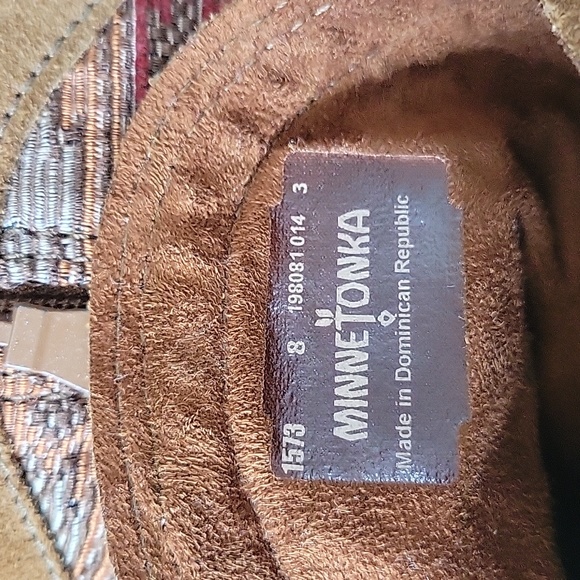 1573 8 198081014 3
MINNETONKA
Made in Dominican Republic